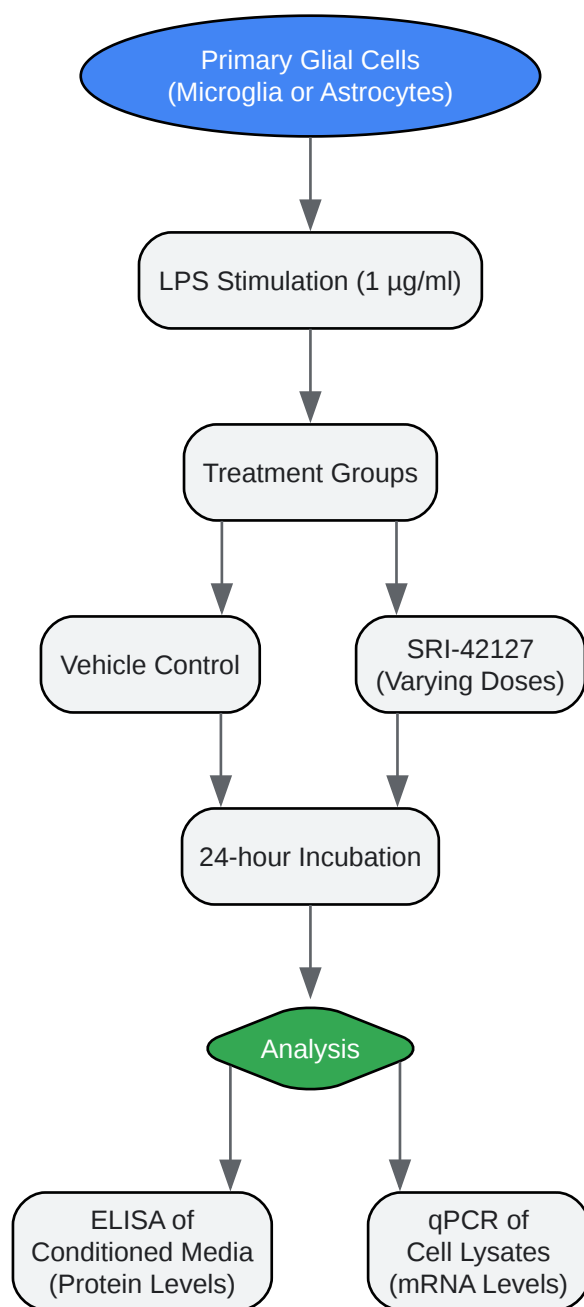 Primary Glial Cells
(Microglia or Astrocytes)
LPS Stimulation (1 µg/ml)
Treatment Groups
Vehicle Control
SRI-42127
(Varying Doses)
24-hour Incubation
Analysis
ELISA of
Conditioned Media
(Protein Levels)
qPCR of
Cell Lysates
(mRNA Levels)